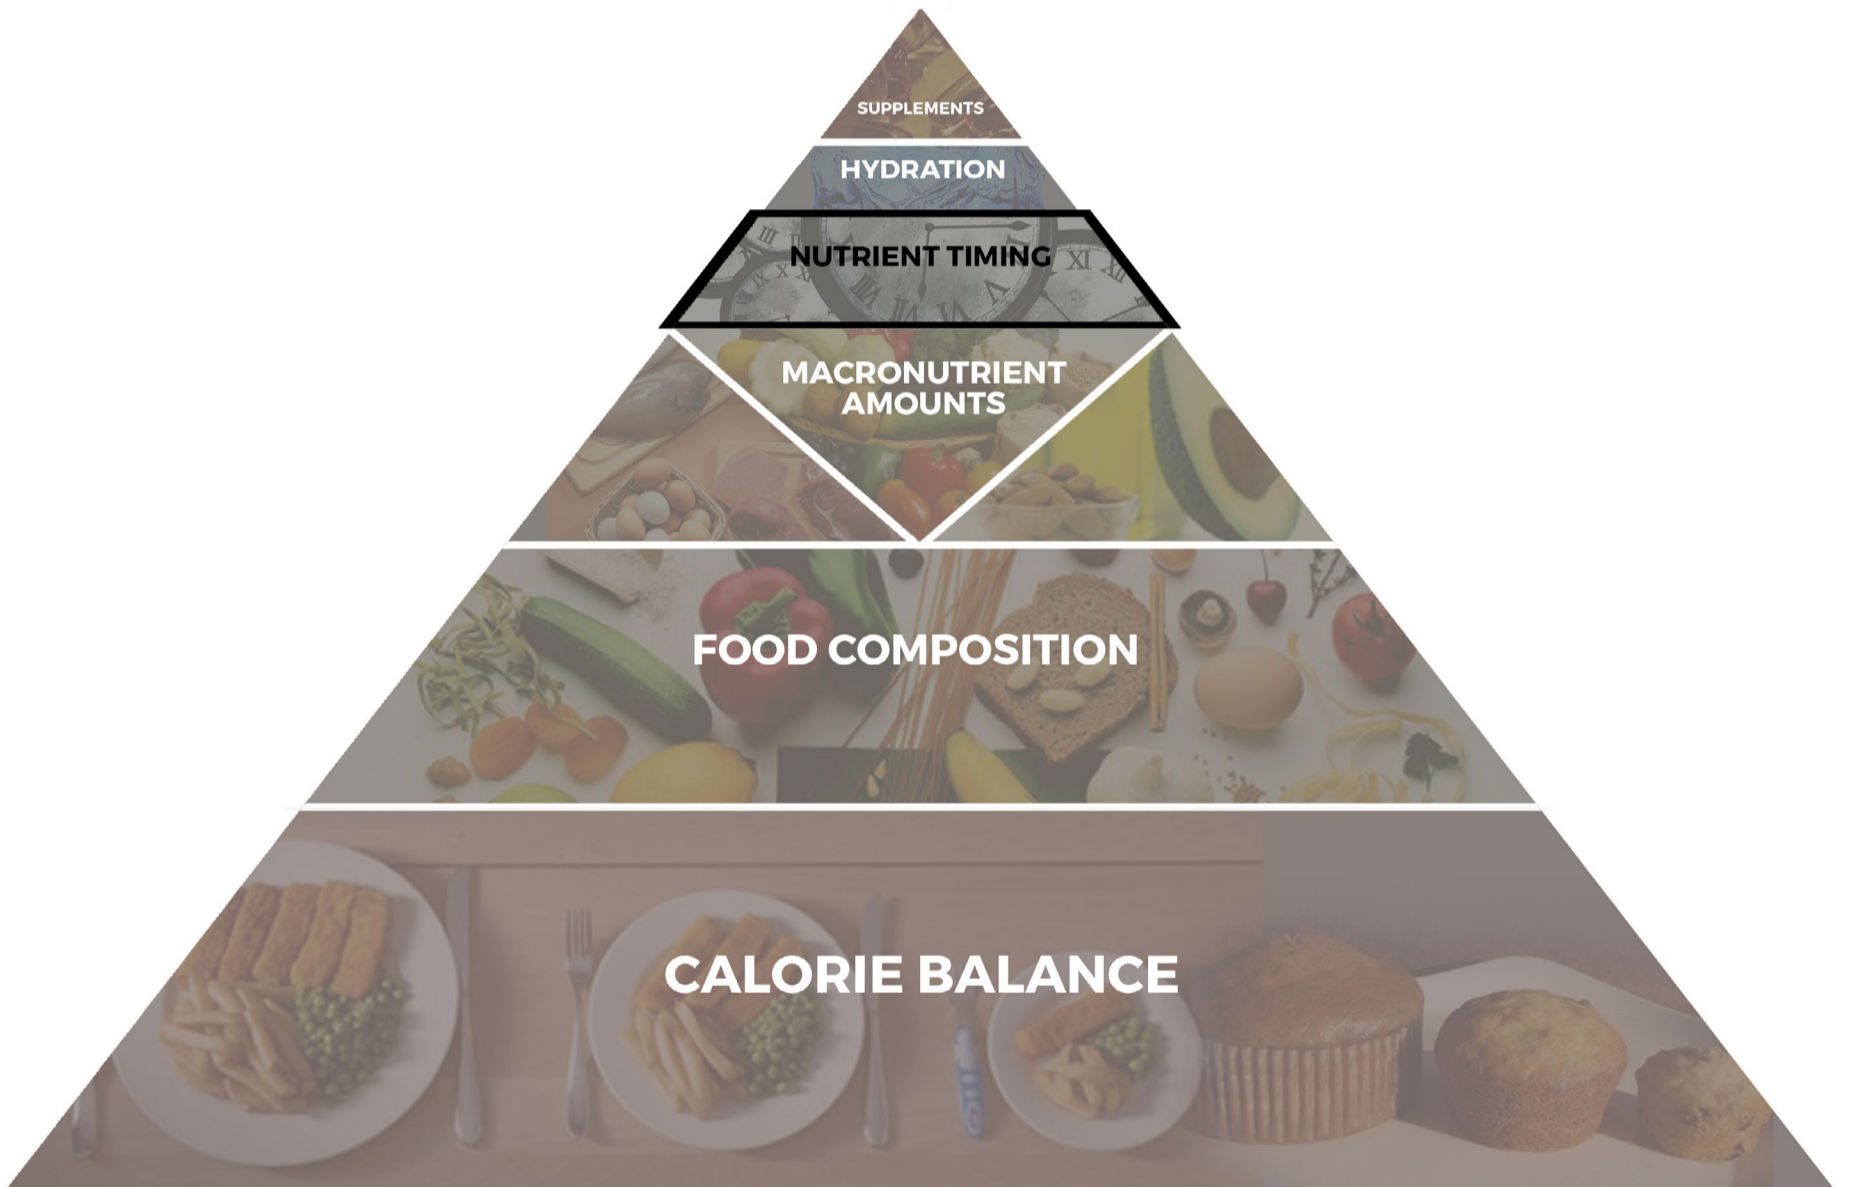 SUPPLEMENTS
HYDRATION
NUTRIENT TIMING
MACRONUTRIENT
AMOUNTS
FOOD COMPOSITION
CALORIE BALANCE